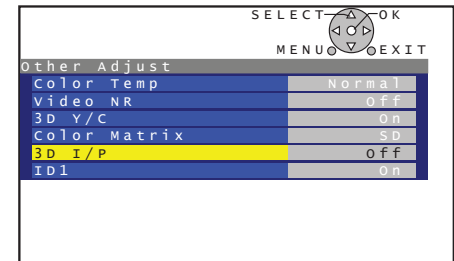 SELECT OK
MENU EXIT
Other Adjust
Color Temp Normal
Video NR Off
3D Y/C On
Color Matrix SD
3D I/P Off
ID1 On